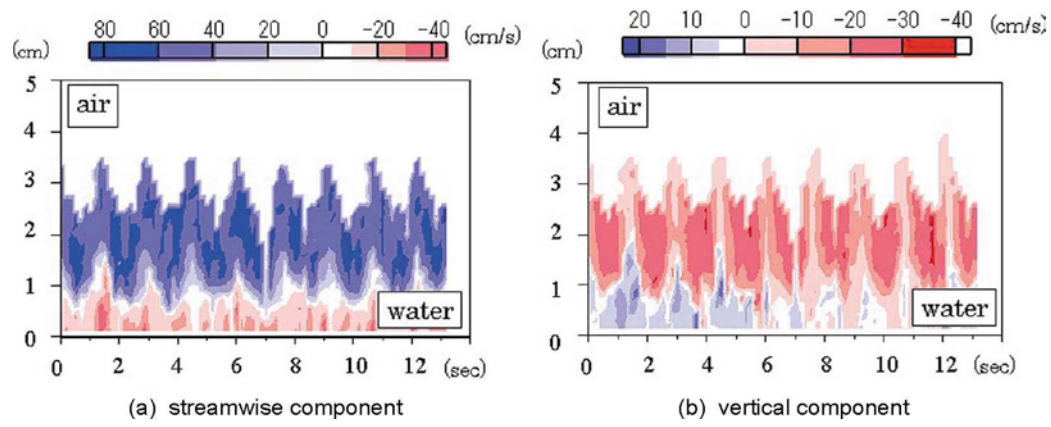 80 60 40 20 0 -20 -40 (cm/s)
(cm)
5
4
3
2
1
0
air
water
0 2 4 6 8 10 12 (sec)
(a) streamwise component
20 10 0 -10 -20 -30 -40 (cm/s)
(cm)
5
4
3
2
1
0
air
water
0 2 4 6 8 10 12 (sec)
(b) vertical component